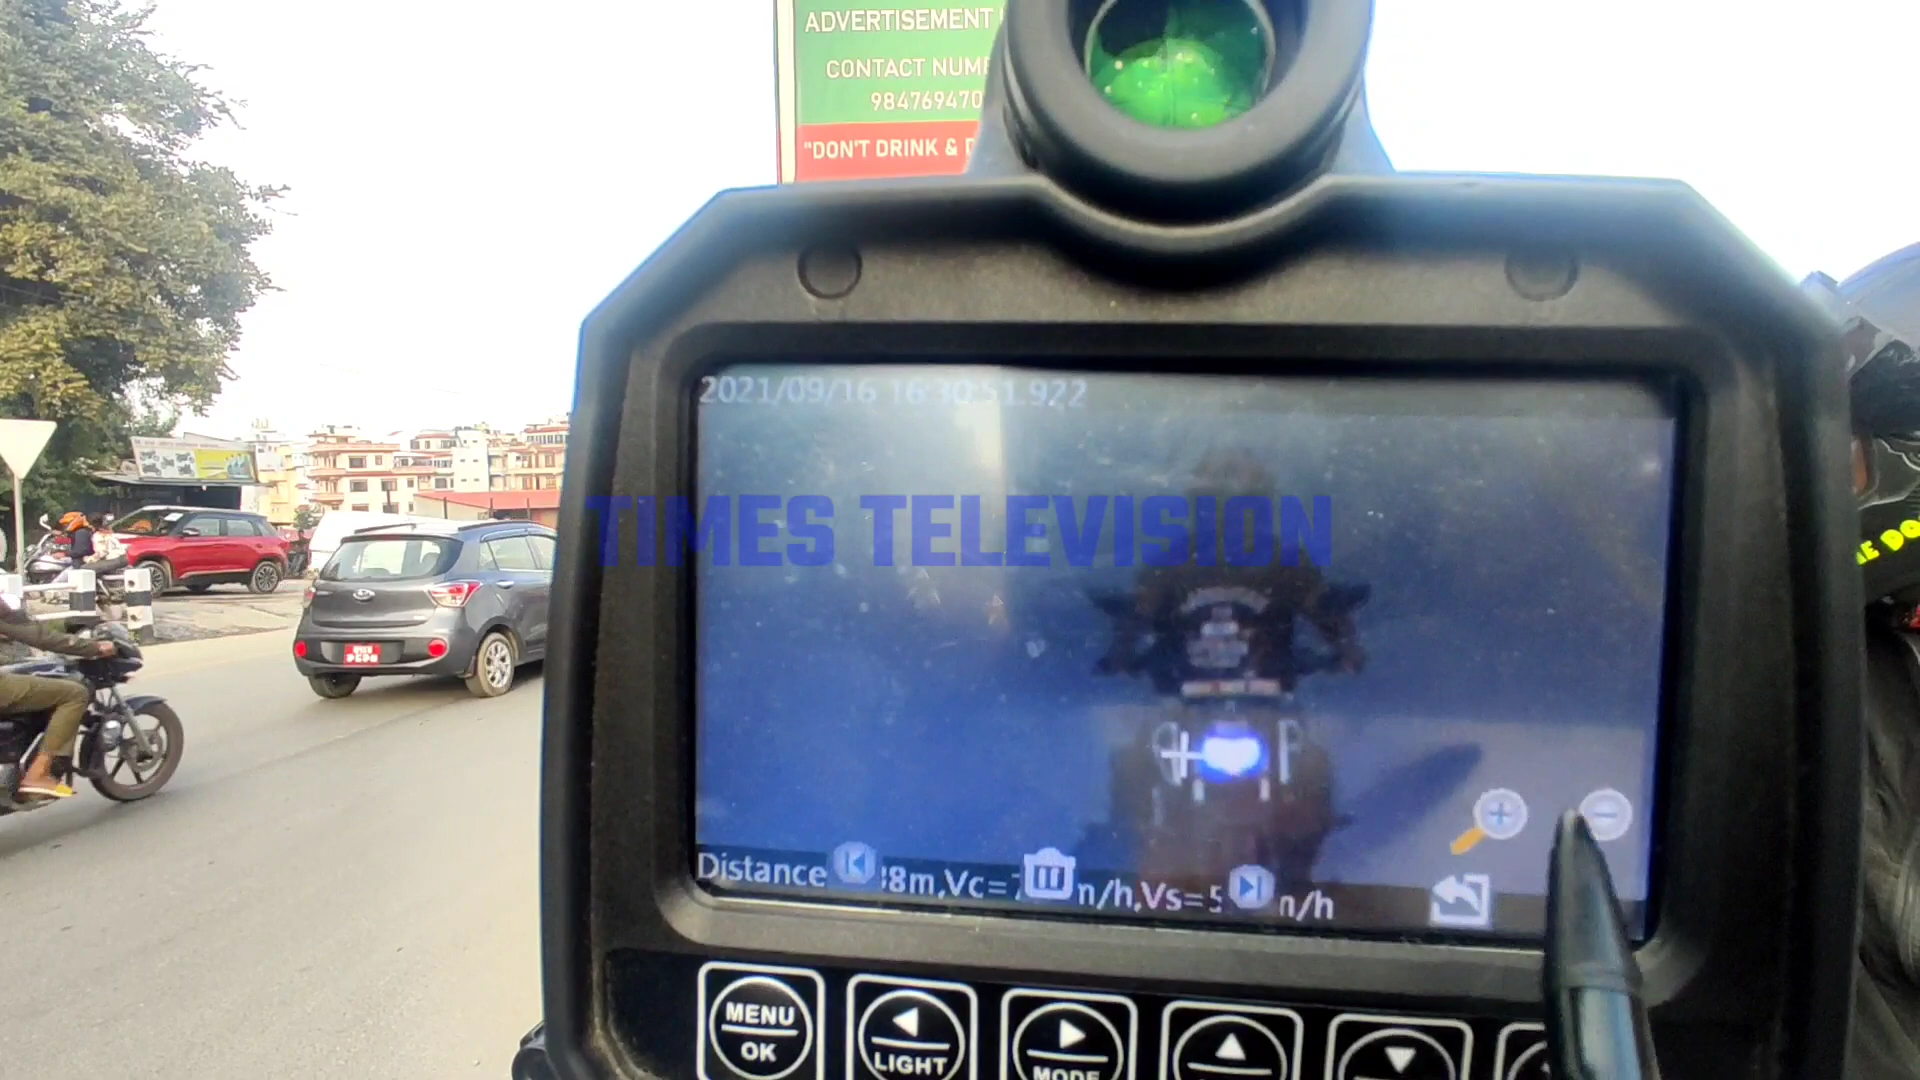 ADVERTISEMENT
CONTACT NUM
984769470
"DON'T DRINK &
2021/09/16 16:30:51.922
TIMES TELEVISION
Distance 8m,Vc= n/h,Vs=5 n/h
MENU
OK
LIGHT
MODE